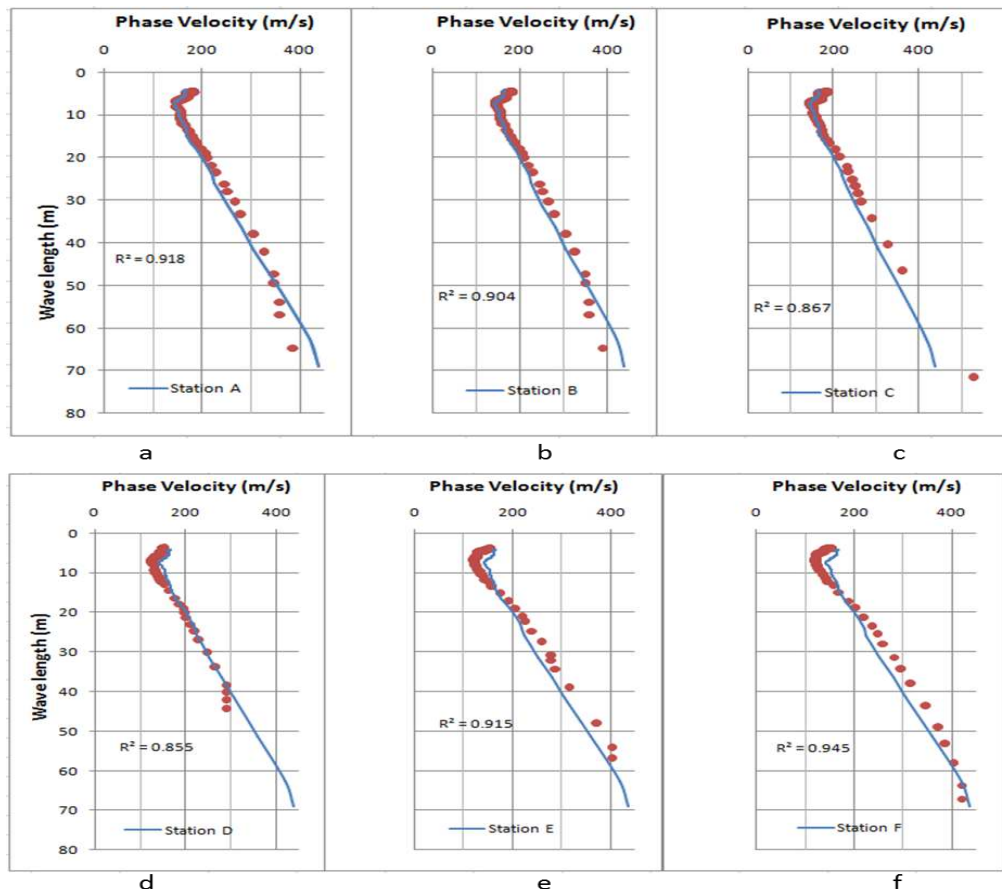 Phase Velocity (m/s)
0 200 400
Phase Velocity (m/s)
0 200 400
Phase Velocity (m/s)
0 200 400
Wave length (m)
0
10
20
30
40
50
60
70
80
R² = 0.918
Station A
R² = 0.904
Station B
R² = 0.867
Station C
a
b
c
Phase Velocity (m/s)
0 200 400
Phase Velocity (m/s)
0 200 400
Phase Velocity (m/s)
0 200 400
Wave length (m)
0
10
20
30
40
50
60
70
80
R² = 0.855
Station D
R² = 0.915
Station E
R² = 0.945
Station F
d
e
f